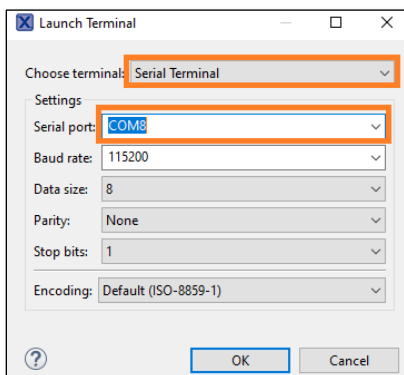 Launch Terminal
Choose terminal: Serial Terminal
Settings
Serial port: COM8
Baud rate: 115200
Data size: 8
Parity: None
Stop bits: 1
Encoding: Default (ISO-8859-1)
? OK Cancel